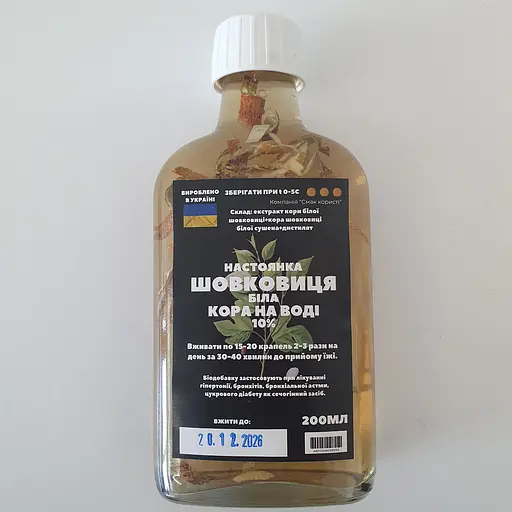 ВИРОБЛЕНО
В УКРАЇНІ
ЗБЕРІГАТИ ПРИ t 0-5С
Компанія "Смак користі"
Склад: екстракт кори білої
шовковиці+кора шовковиці
білої сушена+дистилят
НАСТОЯНКА
ШОВКОВИЦЯ
БІЛА
КОРА НА ВОДІ
10%
Вживати по 15-20 крапель 2-3 рази на
день за 30-40 хвилин до прийому їжі.
Біодобавку застосовують при лікуванні
гіпертонії, бронхітів, бронхіальної астми,
цукрового діабету як сечогінний засіб.
ВЖИТИ ДО:
20.12.2026
200МЛ